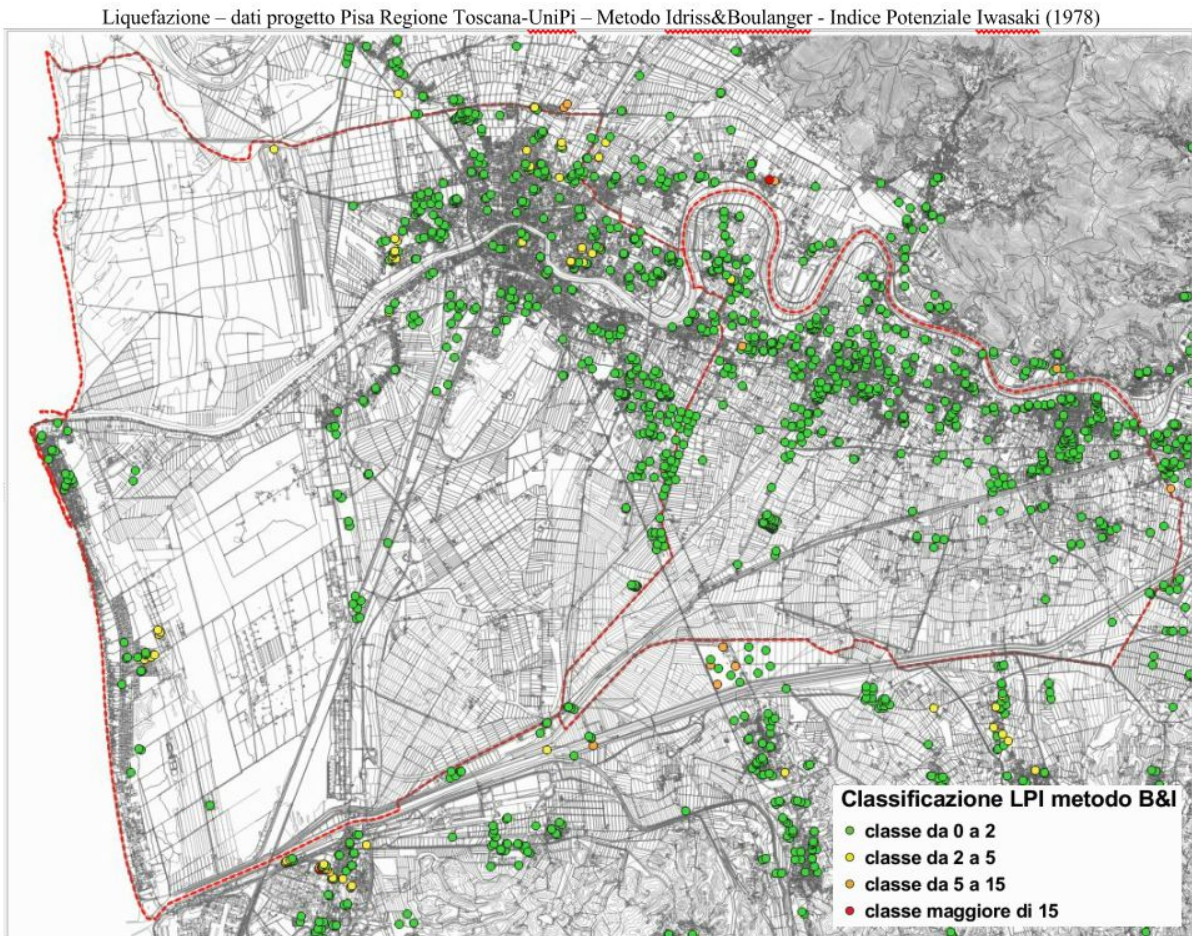 Liquefazione – dati progetto Pisa Regione Toscana-UniPi – Metodo Idriss&Boulanger - Indice Potenziale Iwasaki (1978)
Classificazione LPI metodo B&I
classe da 0 a 2
classe da 2 a 5
classe da 5 a 15
classe maggiore di 15